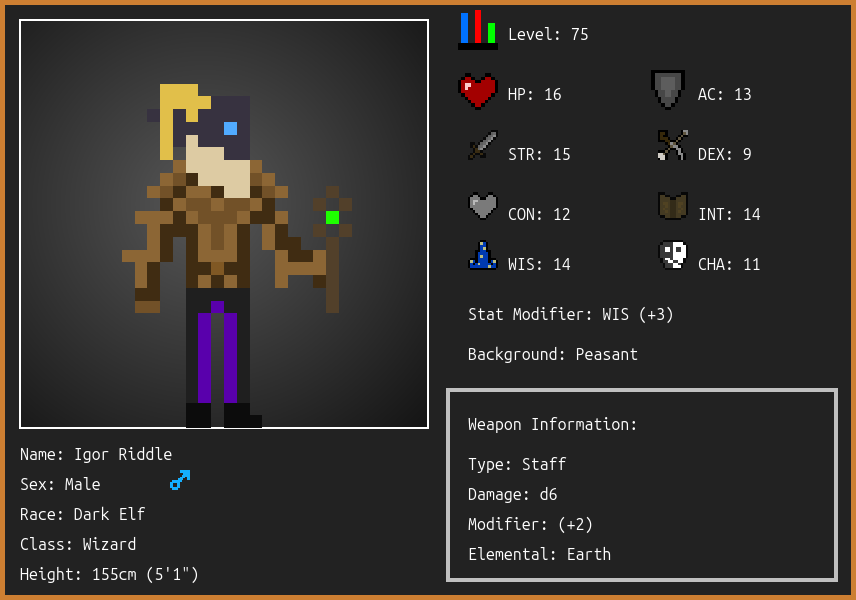 Level: 75
HP: 16
AC: 13
STR: 15
DEX: 9
CON: 12
INT: 14
WIS: 14
CHA: 11
Stat Modifier: WIS (+3)
Background: Peasant
Weapon Information:
Type: Staff
Damage: d6
Modifier: (+2)
Elemental: Earth
Name: Igor Riddle
Sex: Male
Race: Dark Elf
Class: Wizard
Height: 155cm (5'1")